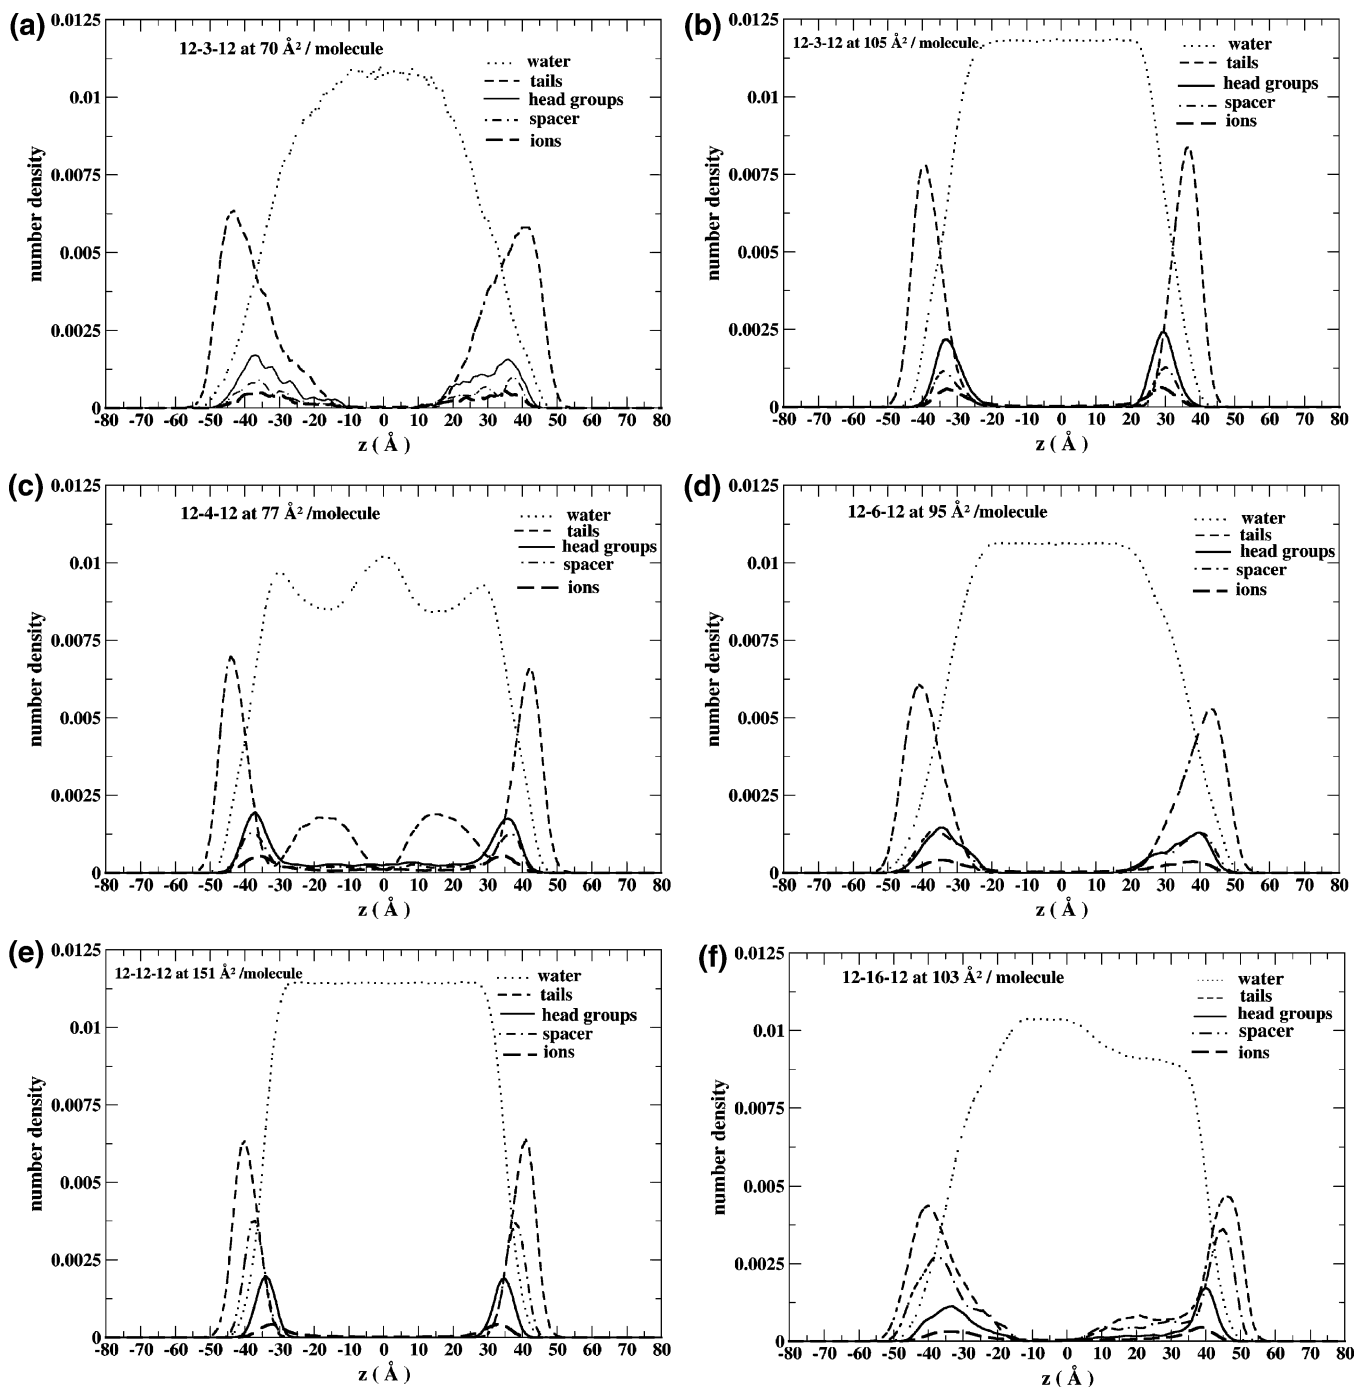 (a)
12-3-12 at 70 Å² / molecule
water
tails
head groups
spacer
ions
0.0125
0.01
0.0075
0.005
0.0025
0
number density
-80 -70 -60 -50 -40 -30 -20 -10 0 10 20 30 40 50 60 70 80
z ( Å )
(b)
12-3-12 at 105 Å² / molecule
water
tails
head groups
spacer
ions
0.0125
0.01
0.0075
0.005
0.0025
0
number density
-80 -70 -60 -50 -40 -30 -20 -10 0 10 20 30 40 50 60 70 80
z ( Å )
(c)
12-4-12 at 77 Å² /molecule
water
tails
head groups
spacer
ions
0.0125
0.01
0.0075
0.005
0.0025
0
number density
-80 -70 -60 -50 -40 -30 -20 -10 0 10 20 30 40 50 60 70 80
z ( Å )
(d)
12-6-12 at 95 Å² /molecule
water
tails
head groups
spacer
ions
0.0125
0.01
0.0075
0.005
0.0025
0
number density
-80 -70 -60 -50 -40 -30 -20 -10 0 10 20 30 40 50 60 70 80
z ( Å )
(e)
12-12-12 at 151 Å² /molecule
water
tails
head groups
spacer
ions
0.0125
0.01
0.0075
0.005
0.0025
0
number density
-80 -70 -60 -50 -40 -30 -20 -10 0 10 20 30 40 50 60 70 80
z ( Å )
(f)
12-16-12 at 103 Å² / molecule
water
tails
head groups
spacer
ions
0.0125
0.01
0.0075
0.005
0.0025
0
number density
-80 -70 -60 -50 -40 -30 -20 -10 0 10 20 30 40 50 60 70 80
z ( Å )